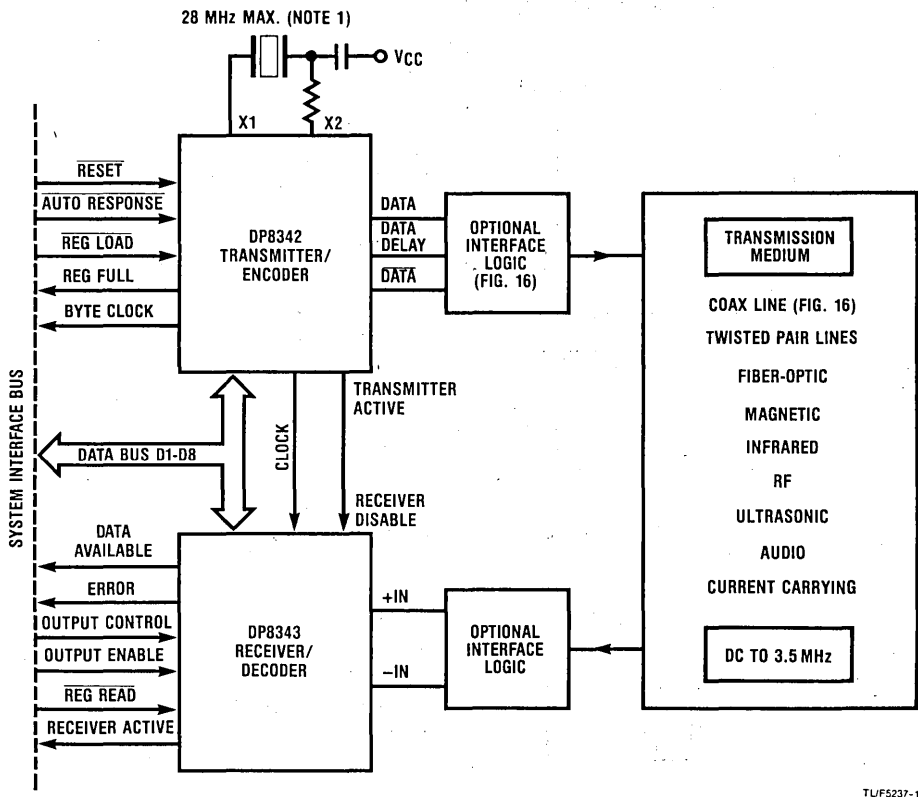 28 MHz MAX. (NOTE 1)
VCC
X1
X2
SYSTEM INTERFACE BUS
RESET
AUTO RESPONSE
REG LOAD
REG FULL
BYTE CLOCK
DP8342
TRANSMITTER/
ENCODER
DATA
DATA
DELAY
DATA
OPTIONAL
INTERFACE
LOGIC
(FIG. 16)
TRANSMISSION
MEDIUM
COAX LINE (FIG. 16)
TWISTED PAIR LINES
FIBER-OPTIC
MAGNETIC
INFRARED
RF
ULTRASONIC
AUDIO
CURRENT CARRYING
DC TO 3.5 MHz
DATA BUS D1-D8
CLOCK
TRANSMITTER
ACTIVE
RECEIVER
DISABLE
DATA
AVAILABLE
ERROR
OUTPUT CONTROL
OUTPUT ENABLE
REG READ
RECEIVER ACTIVE
DP8343
RECEIVER/
DECODER
+IN
−IN
OPTIONAL
INTERFACE
LOGIC
TL/F5237-1